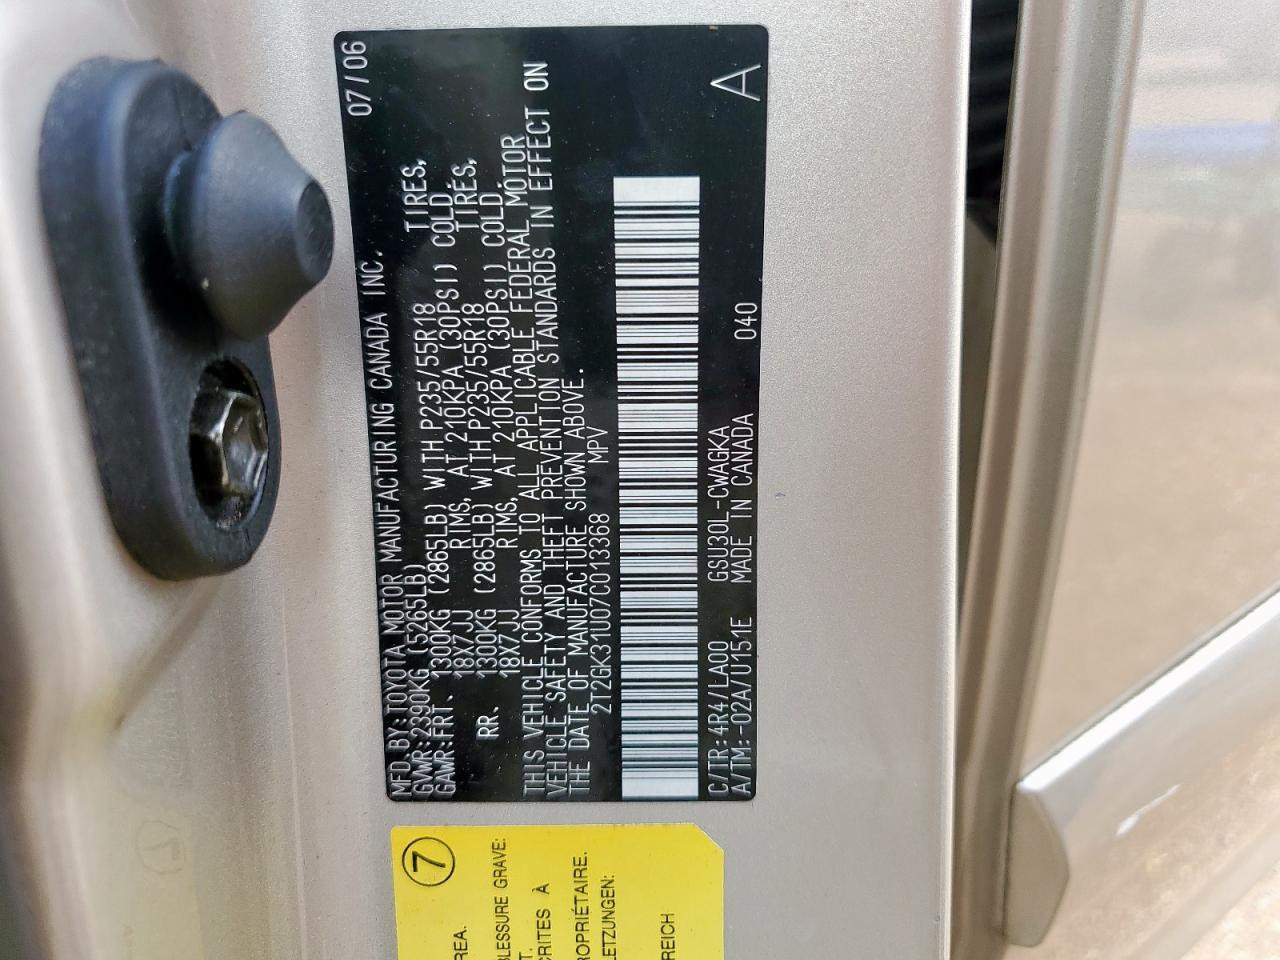 MFD.BY:TOYOTA MOTOR MANUFACTURING CANADA INC. 07/06
GVWR:2390KG (5265LB)
GAWR:FRT. 1300KG (2865LB) WITH P235/55R18 TIRES,
18X7JJ RIMS, AT 210KPA (30PSI) COLD.
RR. 1300KG (2865LB) WITH P235/55R18 TIRES,
18X7JJ RIMS, AT 210KPA (30PSI) COLD.
THIS VEHICLE CONFORMS TO ALL APPLICABLE FEDERAL MOTOR
VEHICLE SAFETY AND THEFT PREVENTION STANDARDS IN EFFECT ON
THE DATE OF MANUFACTURE SHOWN ABOVE.
2T2GK31U07C013368 MPV
C/TR:4R4/LA00 GSU30L-CWAGKA
A/TM:-02A/U151E MADE IN CANADA 040 A
7
REA.
BLESSURE GRAVE:
T.
CRITES À
ROPRIÉTAIRE.
LETZUNGEN:
REICH